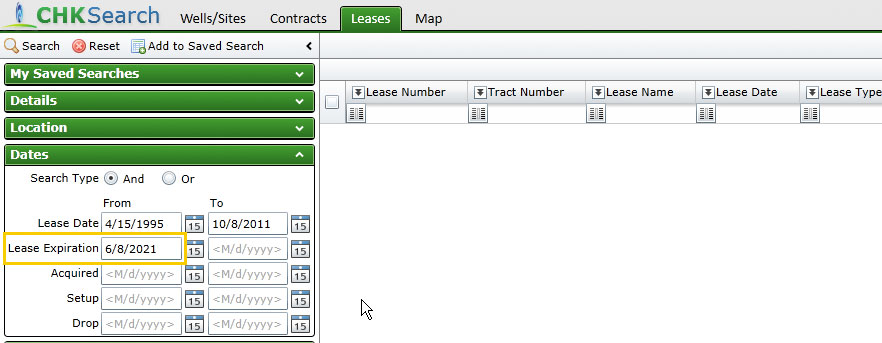 CHKSearch Wells/Sites Contracts Leases Map
Search Reset Add to Saved Search
My Saved Searches
Details
Location
Dates
Search Type And Or
From To
Lease Date 4/15/1995 15 10/8/2011 15
Lease Expiration 6/8/2021 15 <M/d/yyyy> 15
Acquired <M/d/yyyy> 15 <M/d/yyyy> 15
Setup <M/d/yyyy> 15 <M/d/yyyy> 15
Drop <M/d/yyyy> 15 <M/d/yyyy> 15
Lease Number Tract Number Lease Name Lease Date Lease Type